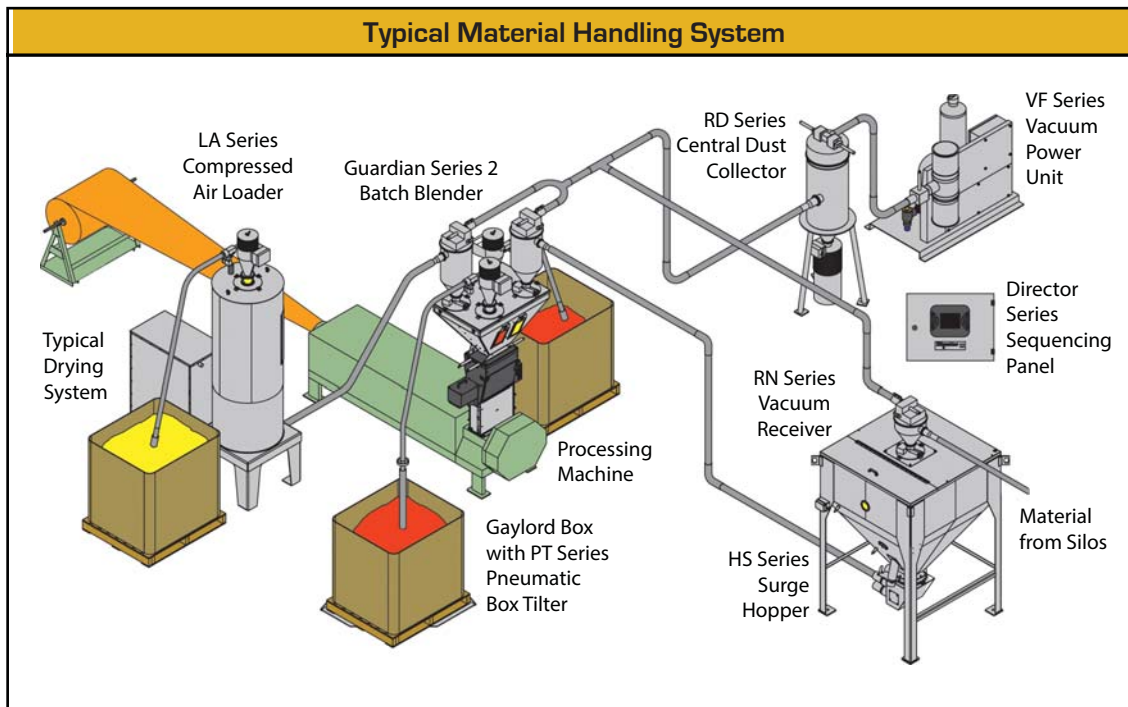 Typical Material Handling System
LA Series
Compressed
Air Loader
Guardian Series 2
Batch Blender
RD Series
Central Dust
Collector
VF Series
Vacuum
Power
Unit
Typical
Drying
System
Director
Series
Sequencing
Panel
RN Series
Vacuum
Receiver
Processing
Machine
Gaylord Box
with PT Series
Pneumatic
Box Tilter
HS Series
Surge
Hopper
Material
from Silos